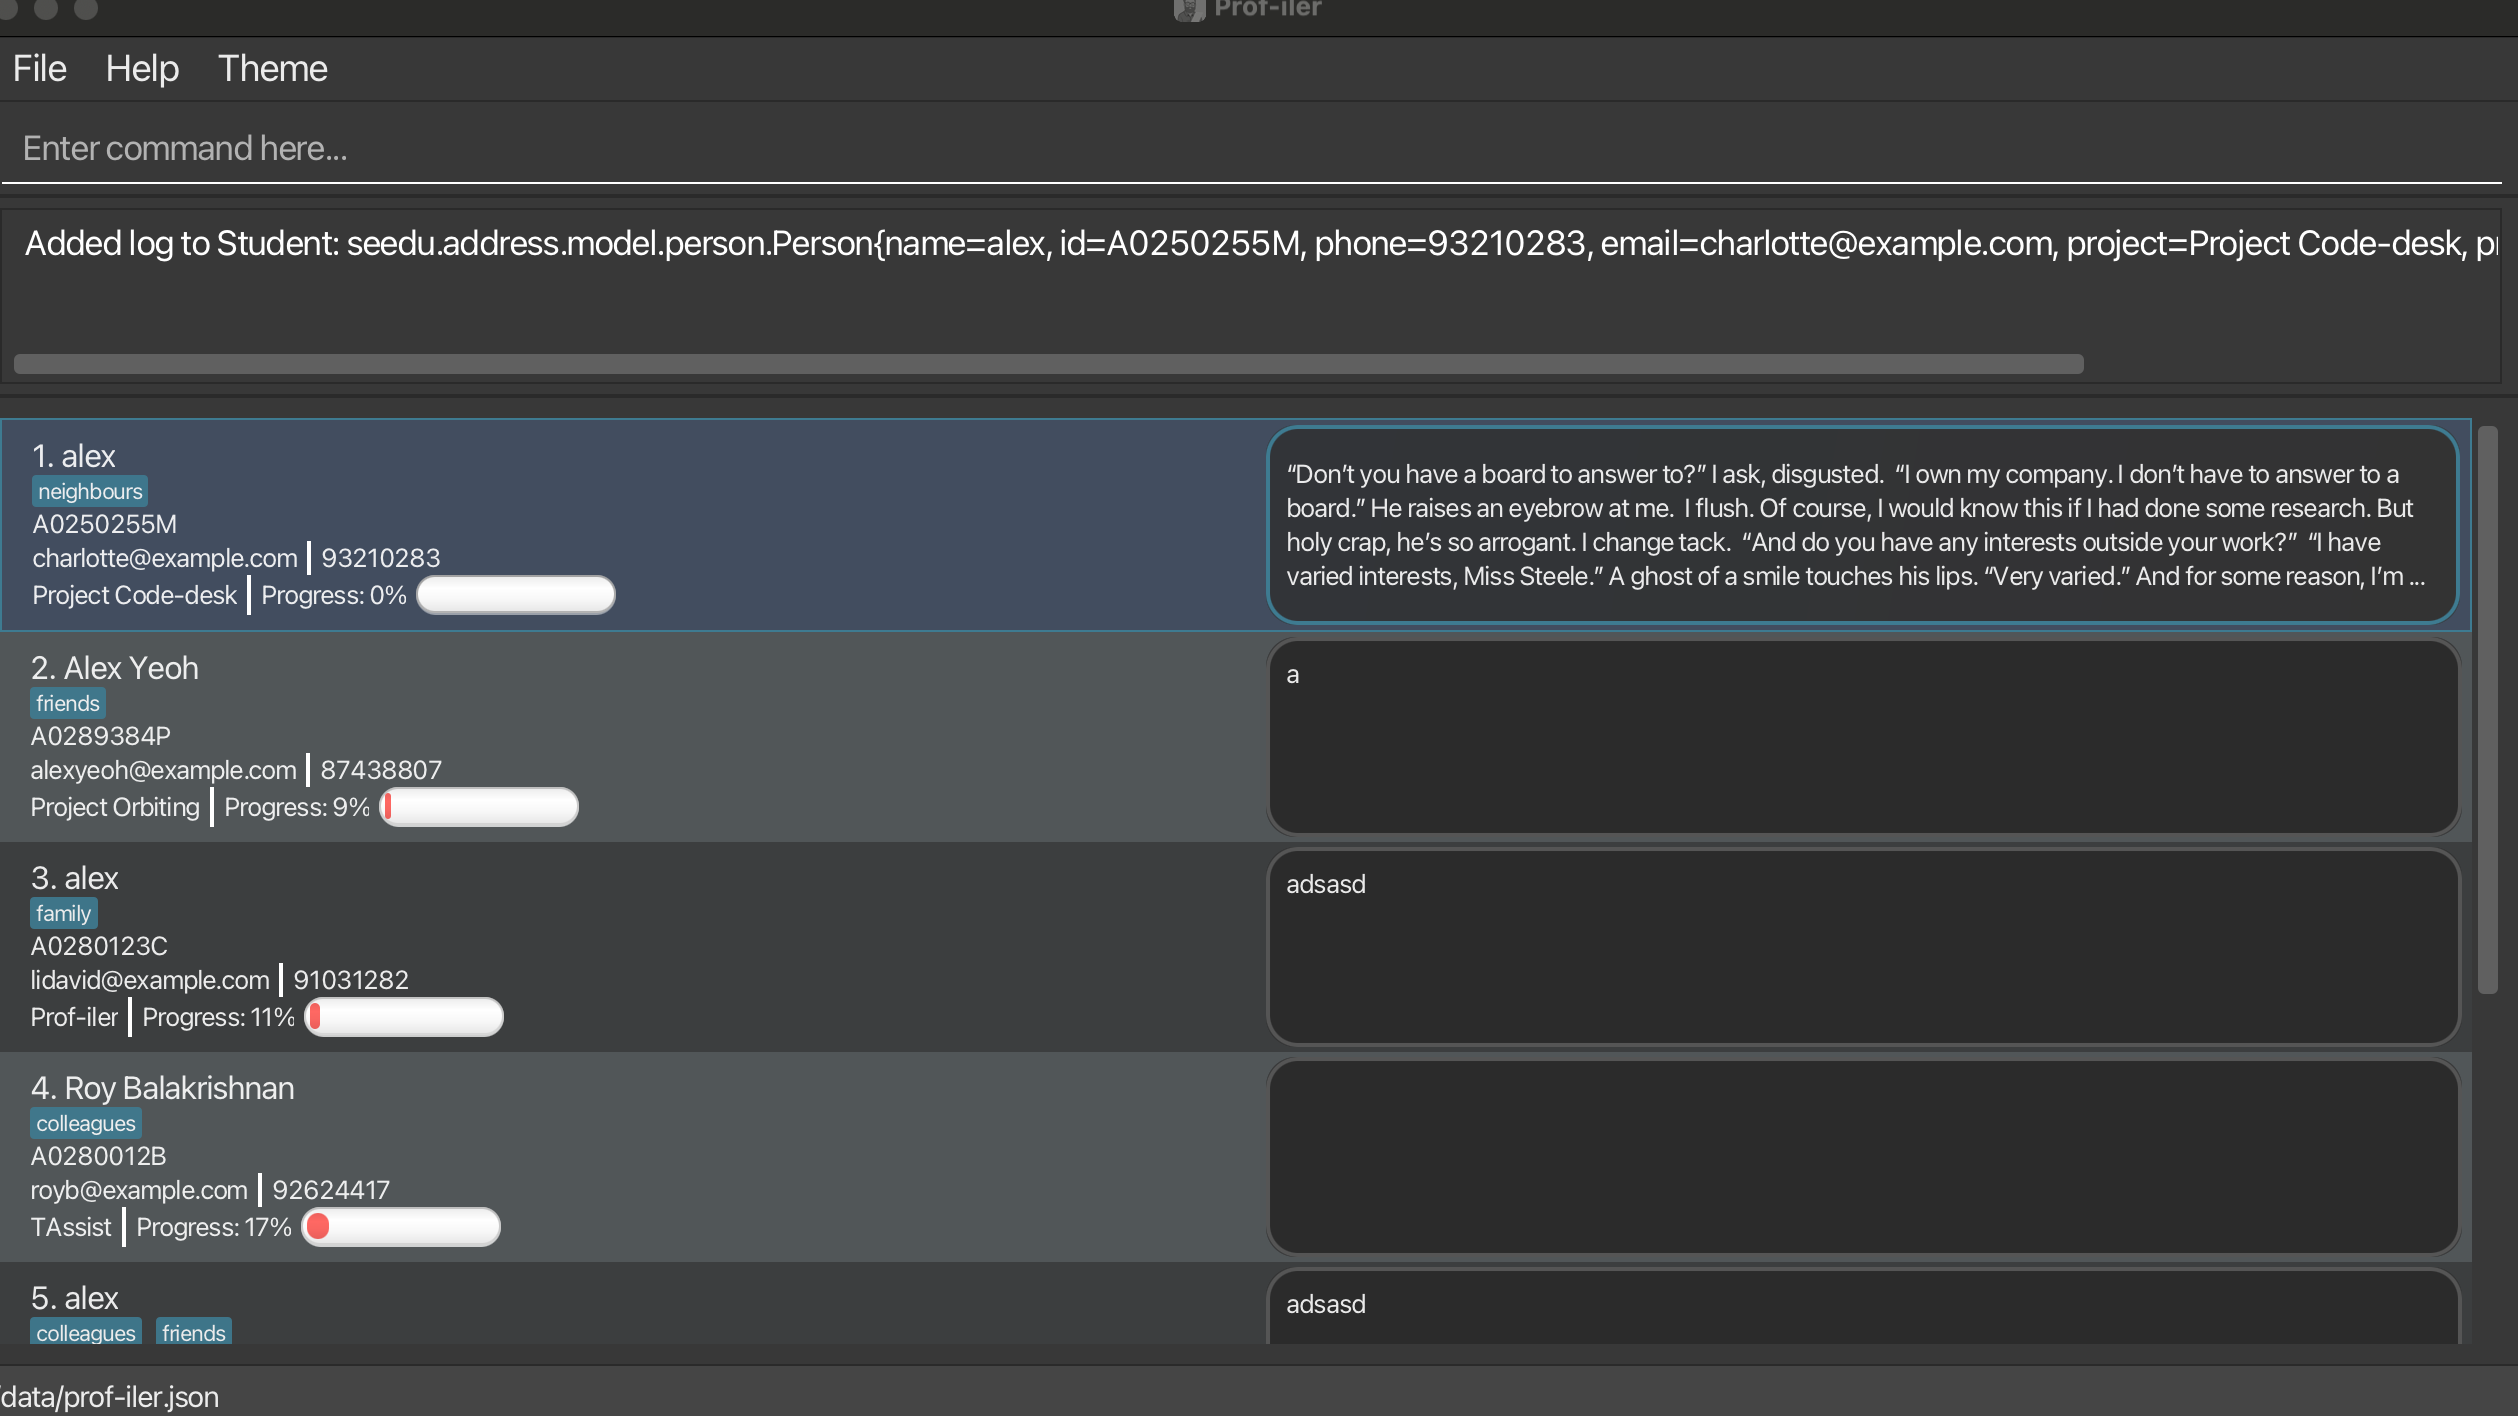 Prof-iler
File Help Theme
Enter command here...
Added log to Student: seedu.address.model.person.Person{name=alex, id=A0250255M, phone=93210283, email=charlotte@example.com, project=Project Code-desk,
1. alex
neighbours
A0250255M
charlotte@example.com | 93210283
Project Code-desk | Progress: 0%
“Don’t you have a board to answer to?” I ask, disgusted.  “I own my company. I don’t have to answer to a
board.” He raises an eyebrow at me.  I flush. Of course, I would know this if I had done some research. But
holy crap, he’s so arrogant. I change tack.  “And do you have any interests outside your work?”  “I have
varied interests, Miss Steele.” A ghost of a smile touches his lips. “Very varied.” And for some reason, I’m ...
2. Alex Yeoh
friends
A0289384P
alexyeoh@example.com | 87438807
Project Orbiting | Progress: 9%
a
3. alex
family
A0280123C
lidavid@example.com | 91031282
Prof-iler | Progress: 11%
adsasd
4. Roy Balakrishnan
colleagues
A0280012B
royb@example.com | 92624417
TAssist | Progress: 17%
5. alex
colleagues friends
adsasd
/data/prof-iler.json